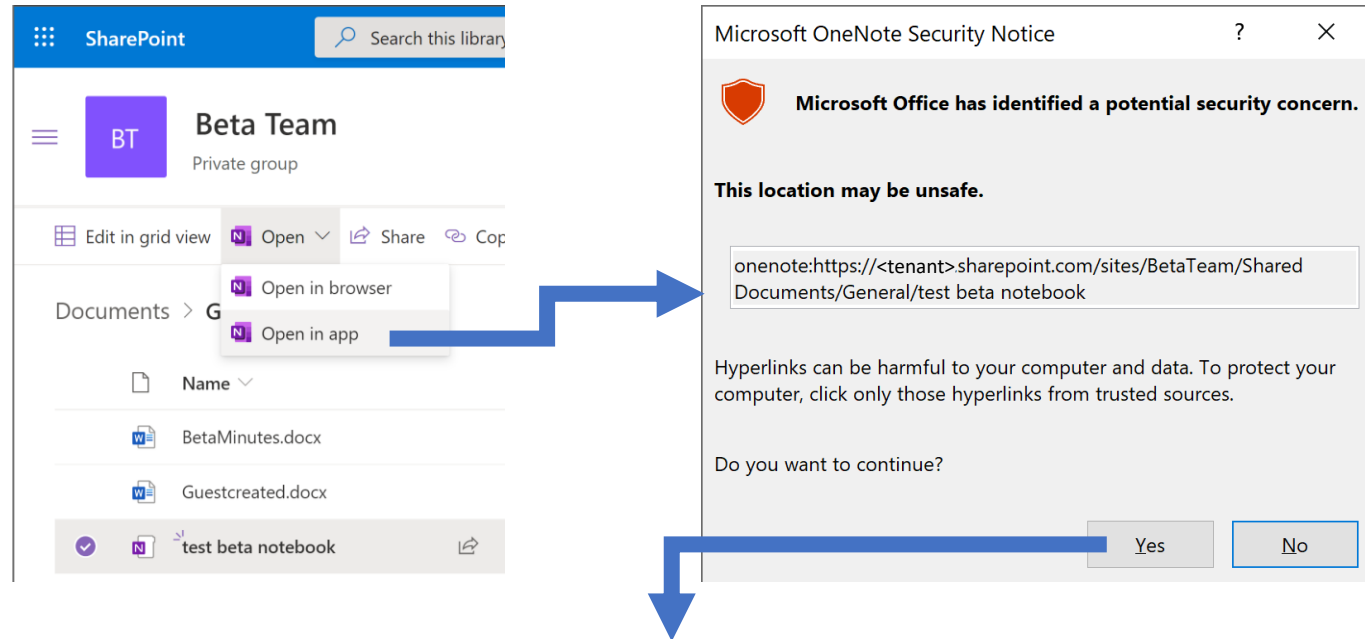 SharePoint
Search this library
BT
Beta Team
Private group
Edit in grid view
Open
Share
Cop
Open in browser
Open in app
Documents > G
Name
BetaMinutes.docx
Guestcreated.docx
test beta notebook
Microsoft OneNote Security Notice
?
Microsoft Office has identified a potential security concern.
This location may be unsafe.
onenote:https://<tenant>.sharepoint.com/sites/BetaTeam/Shared
Documents/General/test beta notebook
Hyperlinks can be harmful to your computer and data. To protect your
computer, click only those hyperlinks from trusted sources.
Do you want to continue?
Yes
No